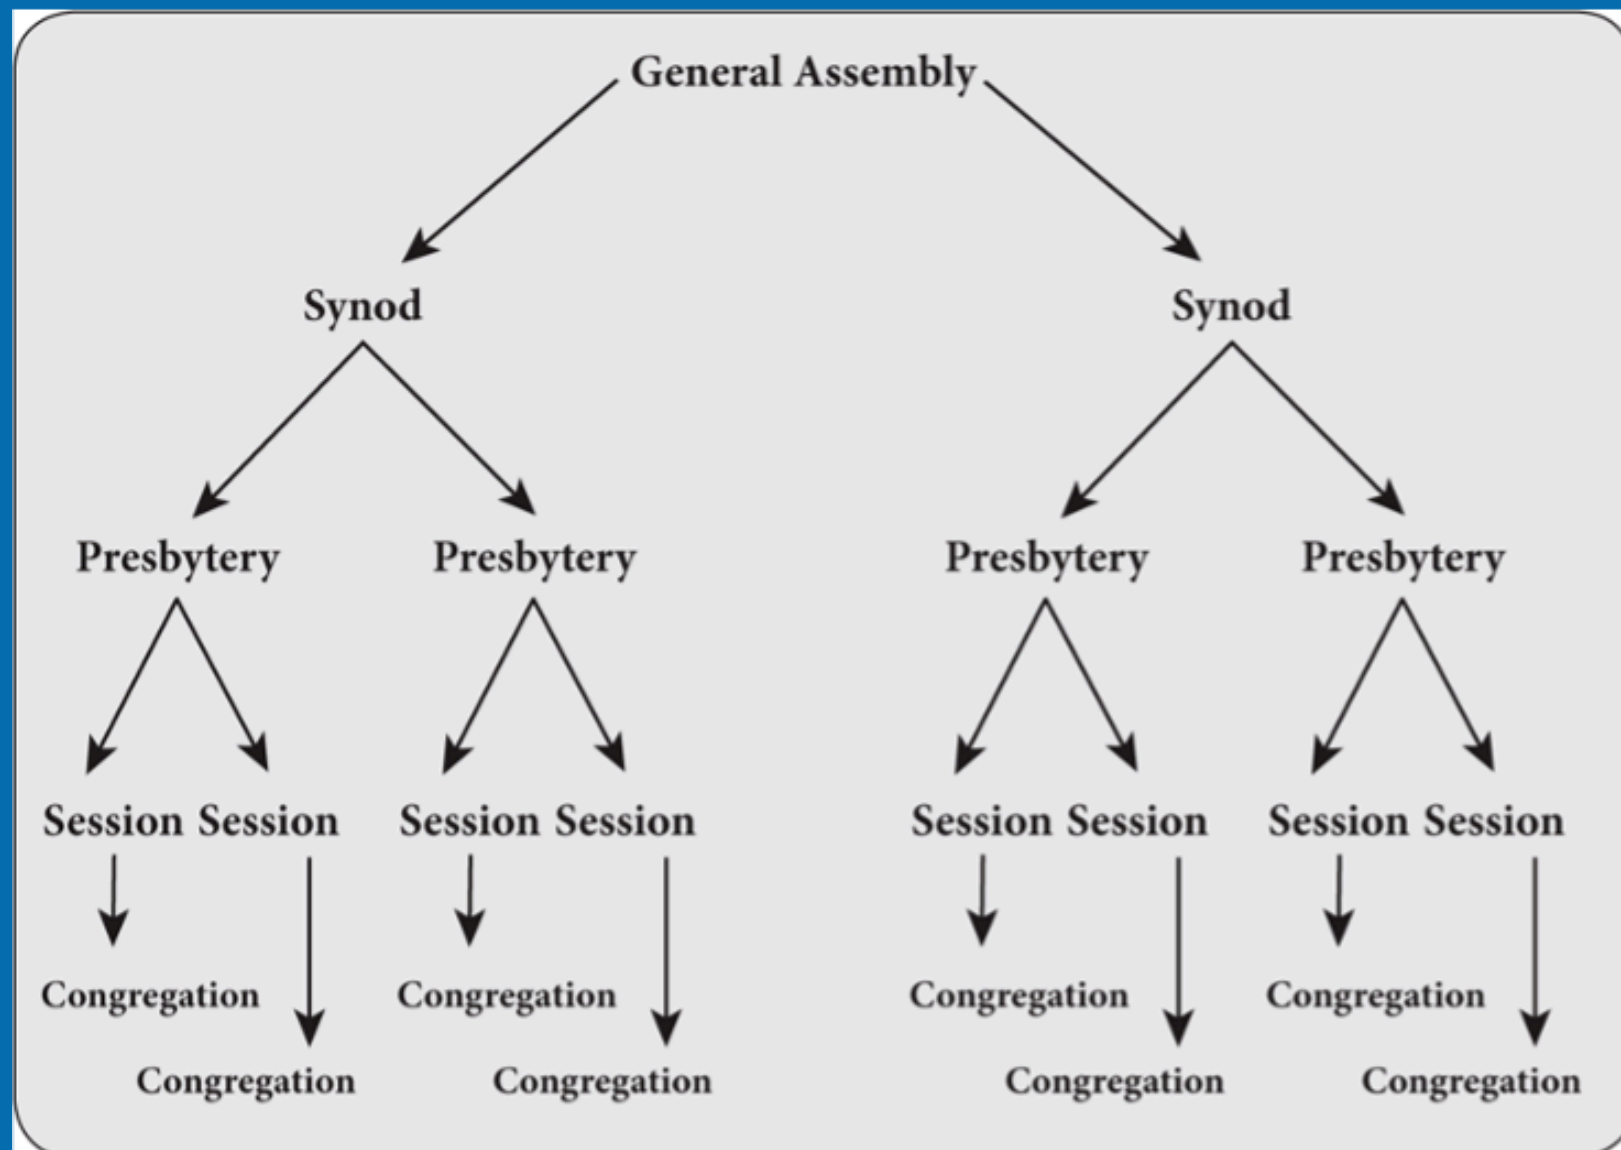 General Assembly
Synod Synod
Presbytery Presbytery Presbytery Presbytery
Session Session Session Session Session Session Session Session
Congregation Congregation Congregation Congregation
Congregation Congregation Congregation Congregation